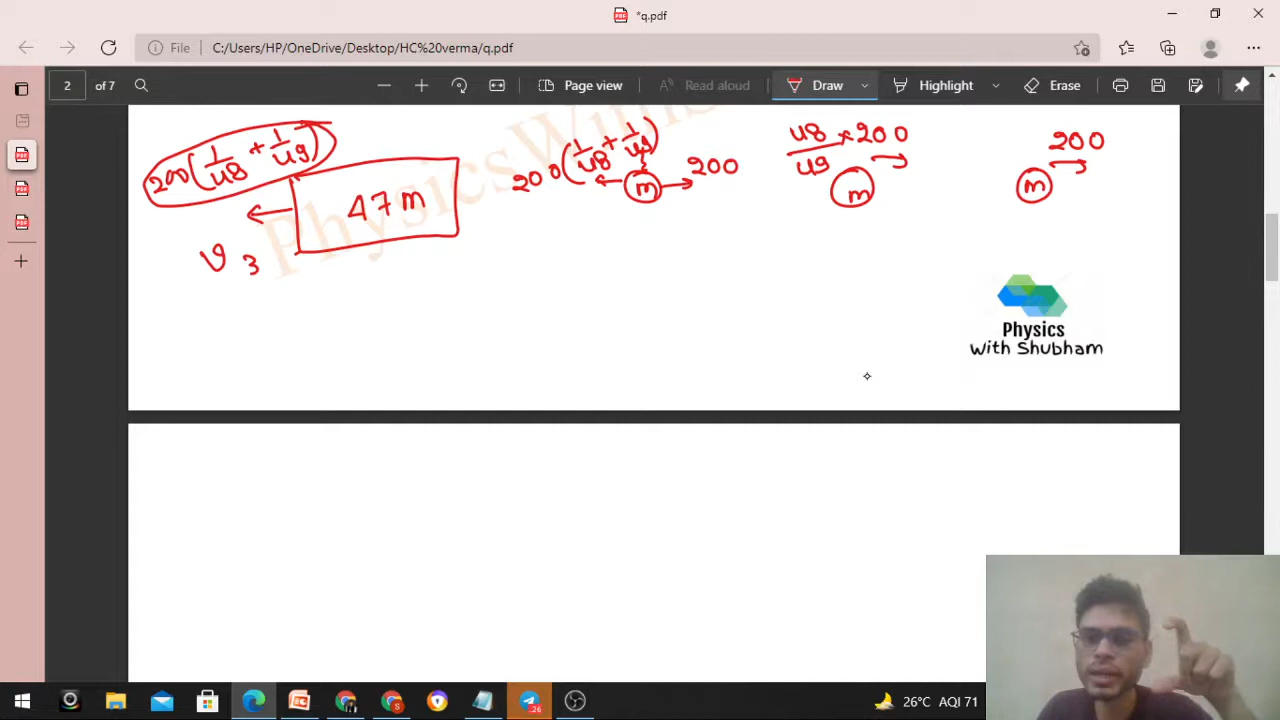 *q.pdf
File C:/Users/HP/OneDrive/Desktop/HC%20verma/q.pdf
2 of 7 Page view Read aloud Draw Highlight Erase
200(1/48 + 1/49)
47 m
v 3
200(1/48 + 1/49)
m
200
48/49 × 200
m
200
m
Physics
With Shubham
26°C AQI 71
26